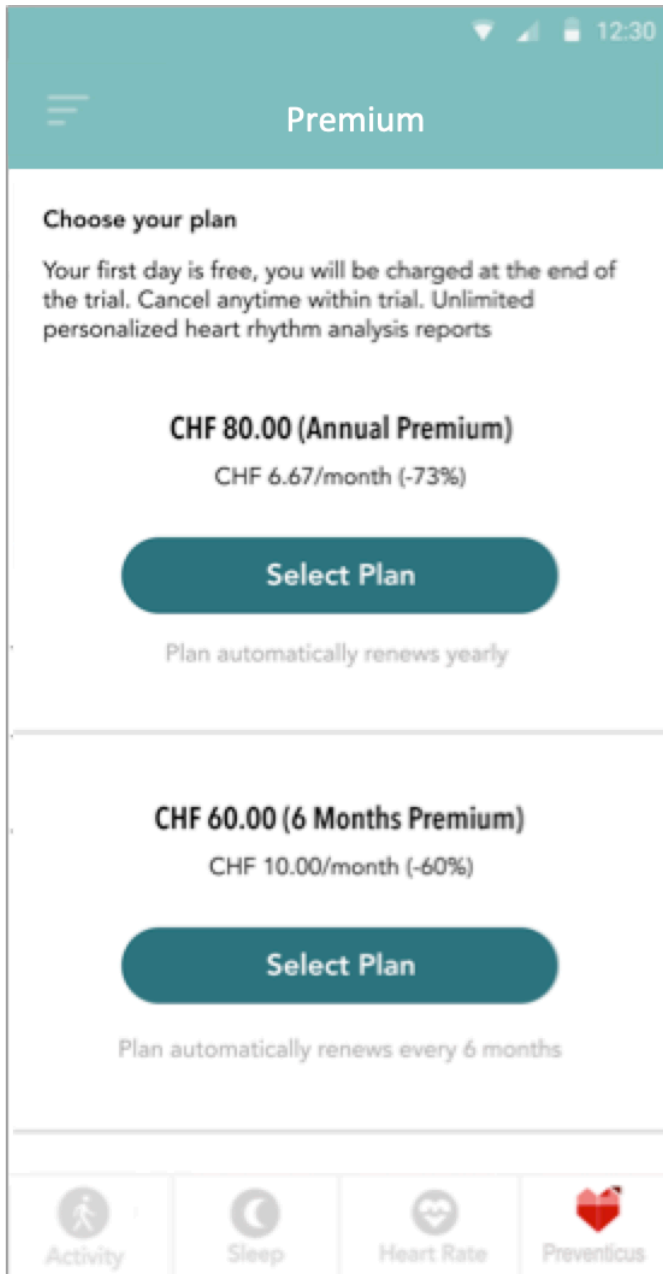 12:30
Premium
Choose your plan
Your first day is free, you will be charged at the end of
the trial. Cancel anytime within trial. Unlimited
personalized heart rhythm analysis reports
CHF 80.00 (Annual Premium)
CHF 6.67/month (-73%)
Select Plan
Plan automatically renews yearly
CHF 60.00 (6 Months Premium)
CHF 10.00/month (-60%)
Select Plan
Plan automatically renews every 6 months
Activity Sleep Heart Rate Preventicus